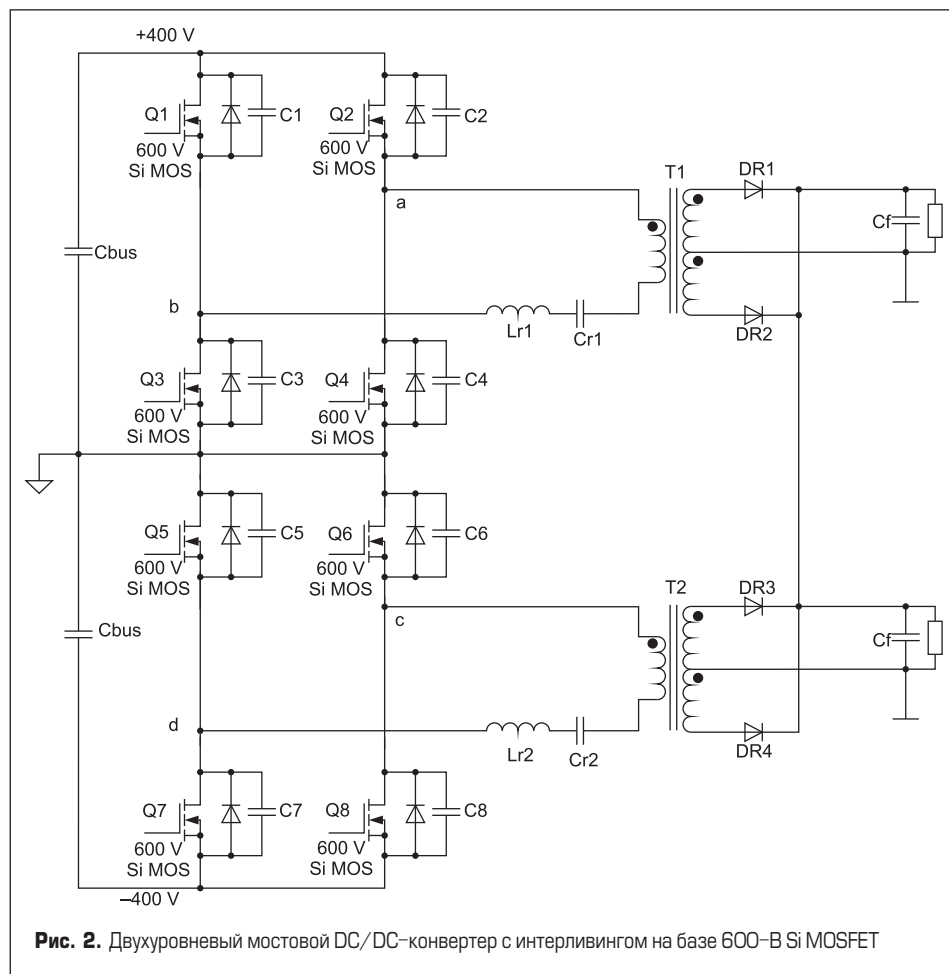 +400 V
Q1
C1
600 V
Si MOS
Q2
C2
600 V
Si MOS
a
T1
DR1
Cf
DR2
Cbus
b
Lr1
Cr1
Q3
C3
600 V
Si MOS
Q4
C4
600 V
Si MOS
Q5
C5
600 V
Si MOS
Q6
C6
600 V
Si MOS
c
T2
DR3
Cf
DR4
Cbus
d
Lr2
Cr2
Q7
C7
600 V
Si MOS
Q8
C8
600 V
Si MOS
–400 V
Рис. 2. Двухуровневый мостовой DC/DC-конвертер с интерливингом на базе 600-В Si MOSFET